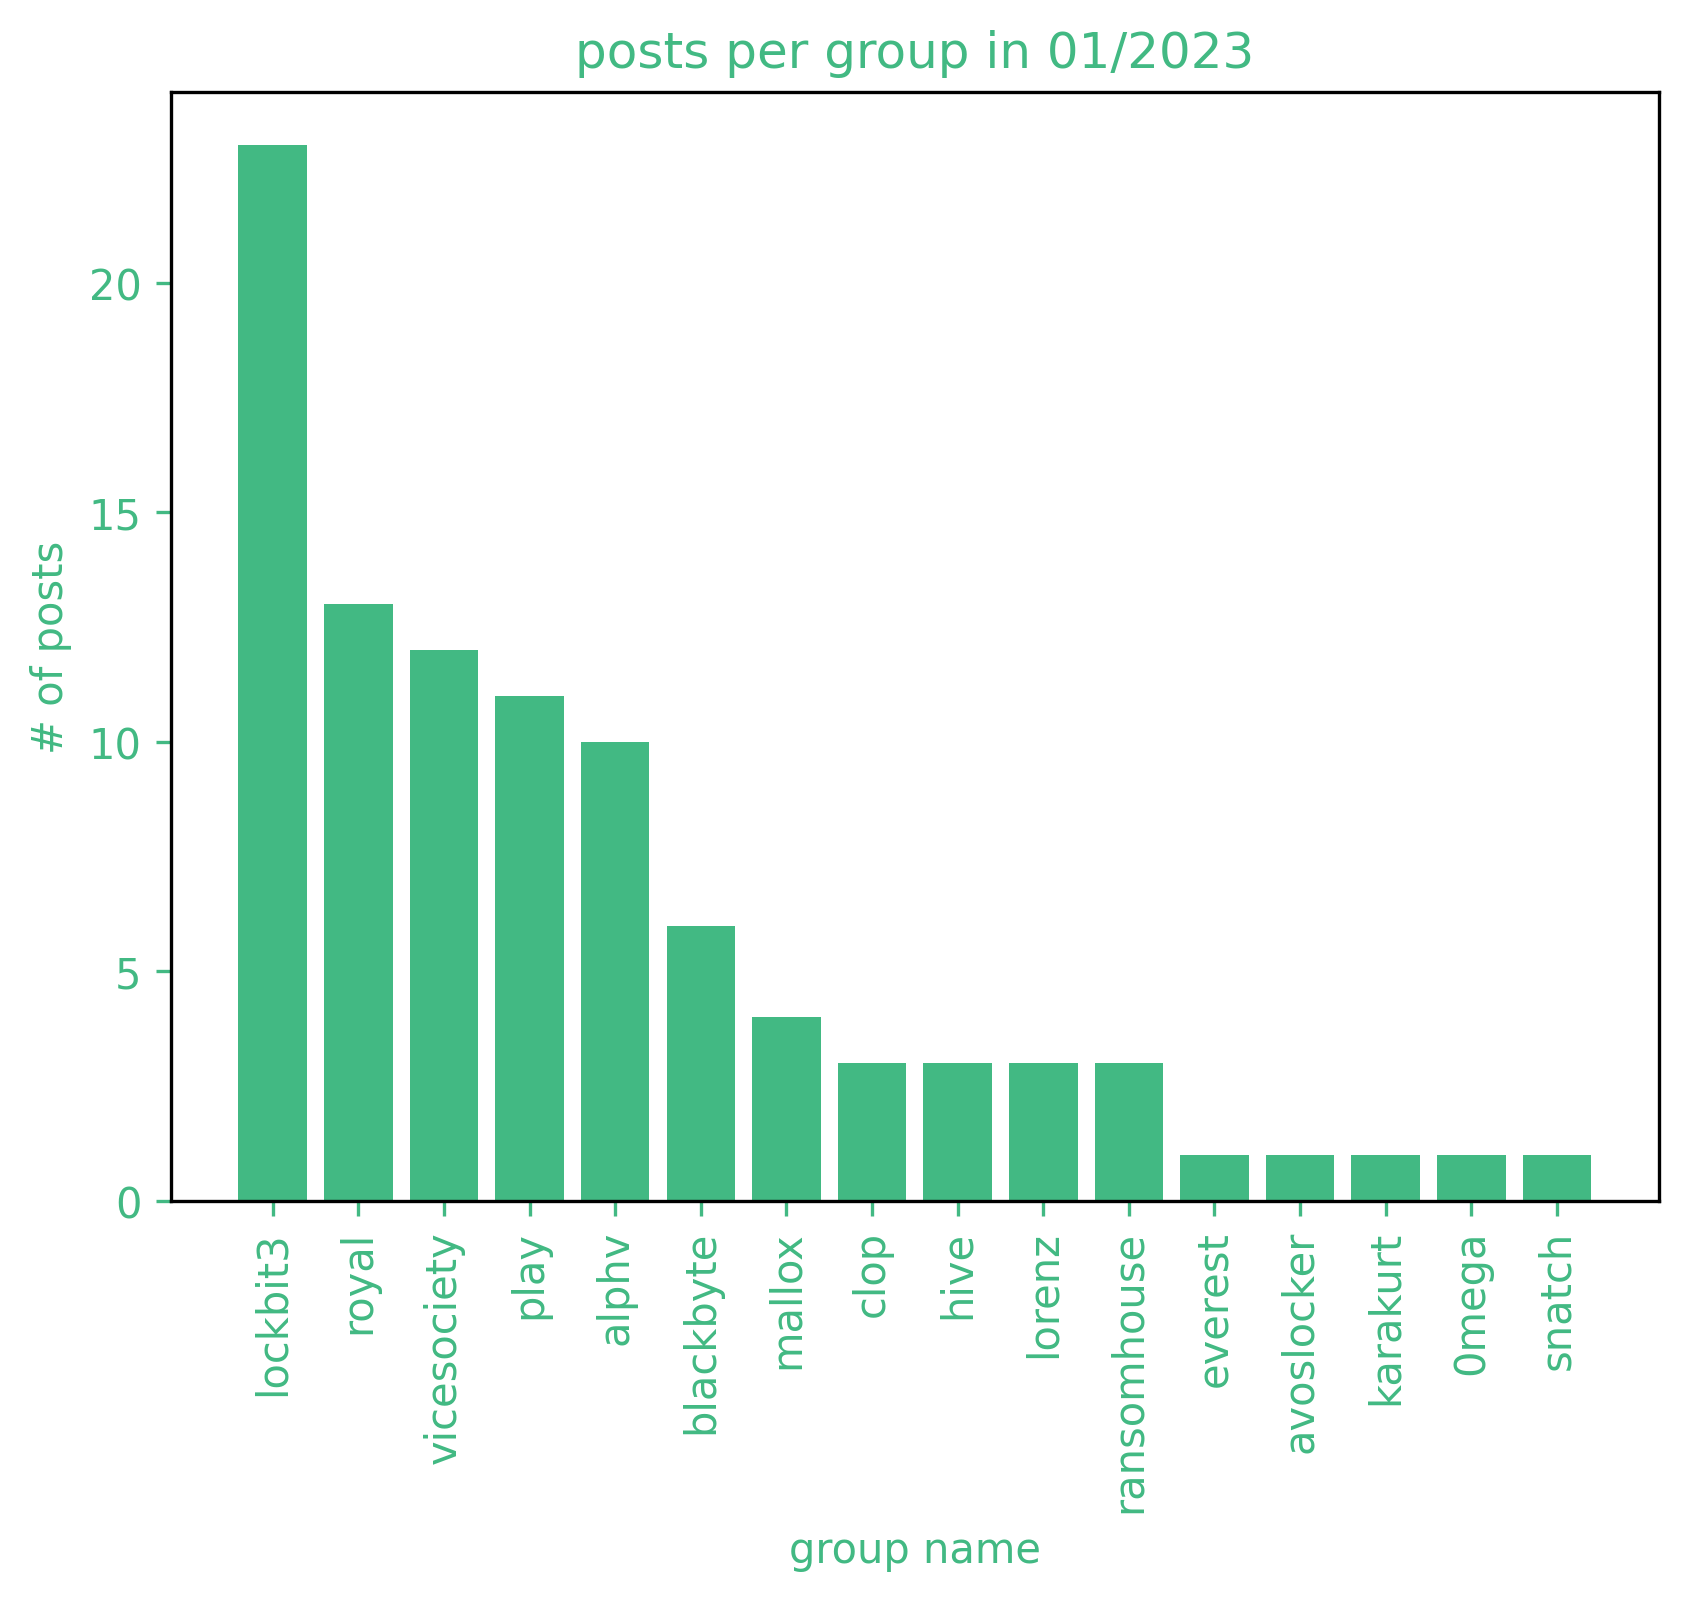 posts per group in 01/2023
# of posts
20
15
10
5
0
lockbit3
royal
vicesociety
play
alphv
blackbyte
mallox
clop
hive
lorenz
ransomhouse
everest
avoslocker
karakurt
0mega
snatch
group name